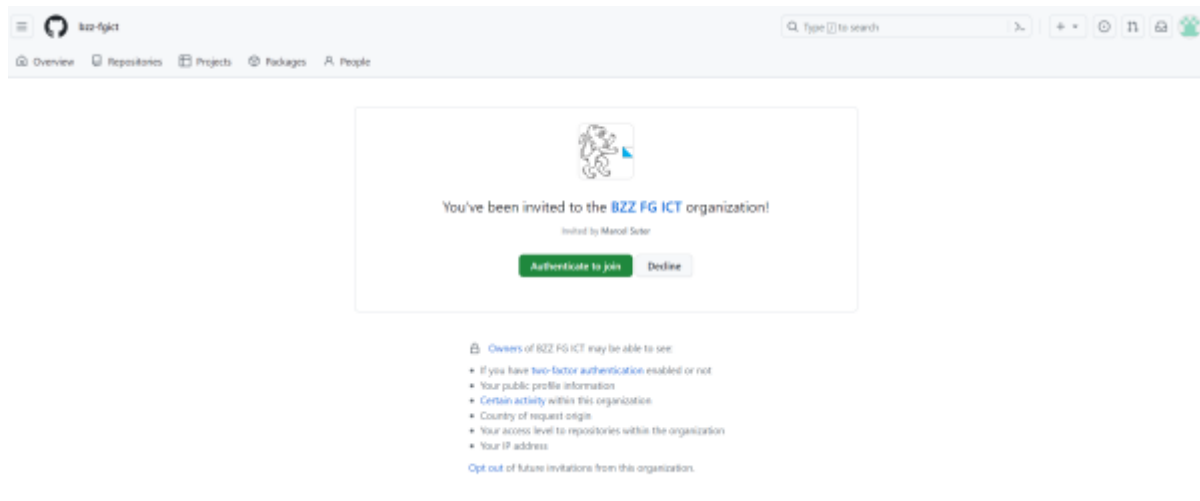 bzz-fgict
Type / to search
Overview Repositories Projects Packages People
You've been invited to the BZZ FG ICT organization!
Invited by Marcel Suter
Authenticate to join Decline
Owners of BZZ FG ICT may be able to see:
• If you have two-factor authentication enabled or not
• Your public profile information
• Certain activity within this organization
• Country of request origin
• Your access level to repositories within the organization
• Your IP address
Opt out of future invitations from this organization.